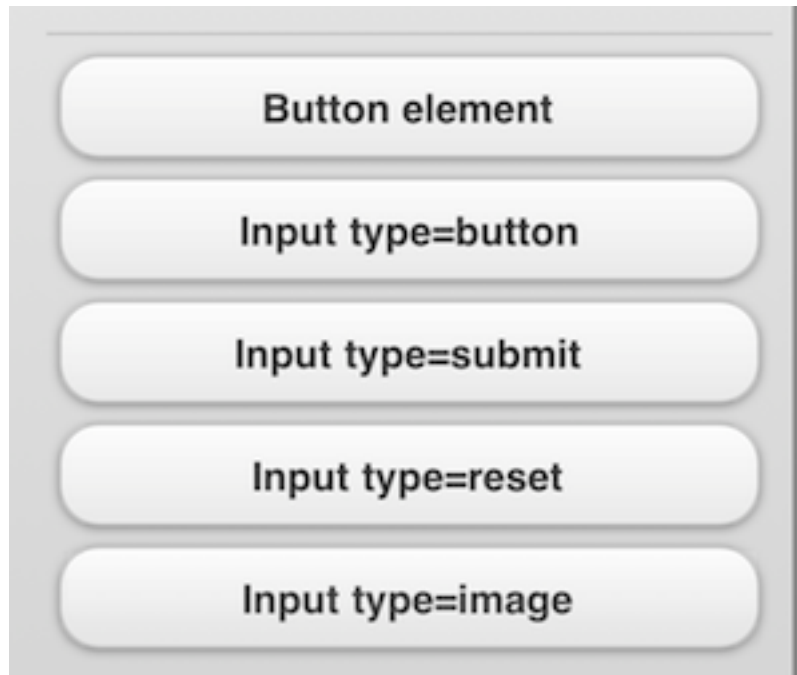 Button element
Input type=button
Input type=submit
Input type=reset
Input type=image